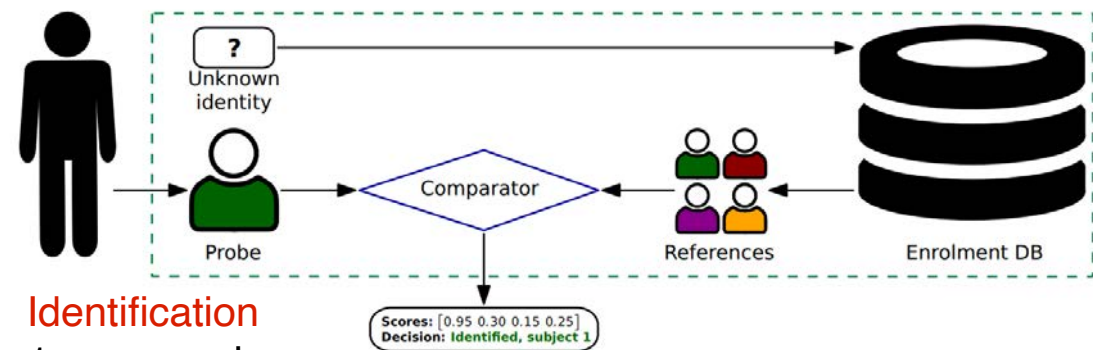 ?
Unknown
identity
Comparator
Probe
References
Enrolment DB
Identification
Scores: [0.95 0.30 0.15 0.25]
Decision: Identified, subject 1